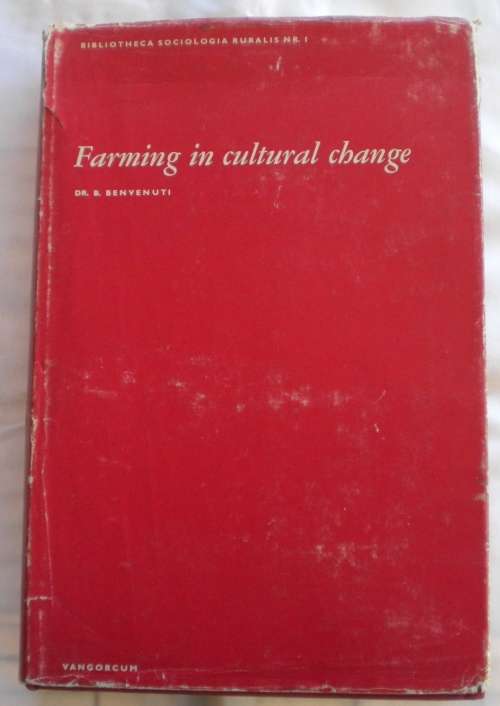 BIBLIOTHECA SOCIOLOGIA RURALIS NR. 1
Farming in cultural change
DR. B. BENVENUTI
VANGORCUM